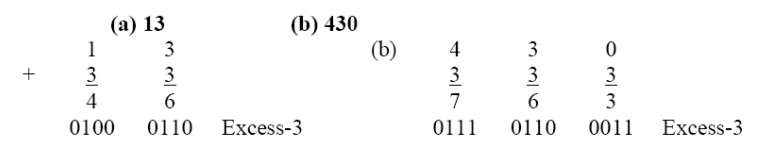 (a) 13 (b) 430
1 3 (b) 4 3 0
+ 3 3 3 3 3
4 6 7 6 3
0100 0110 Excess-3 0111 0110 0011 Excess-3